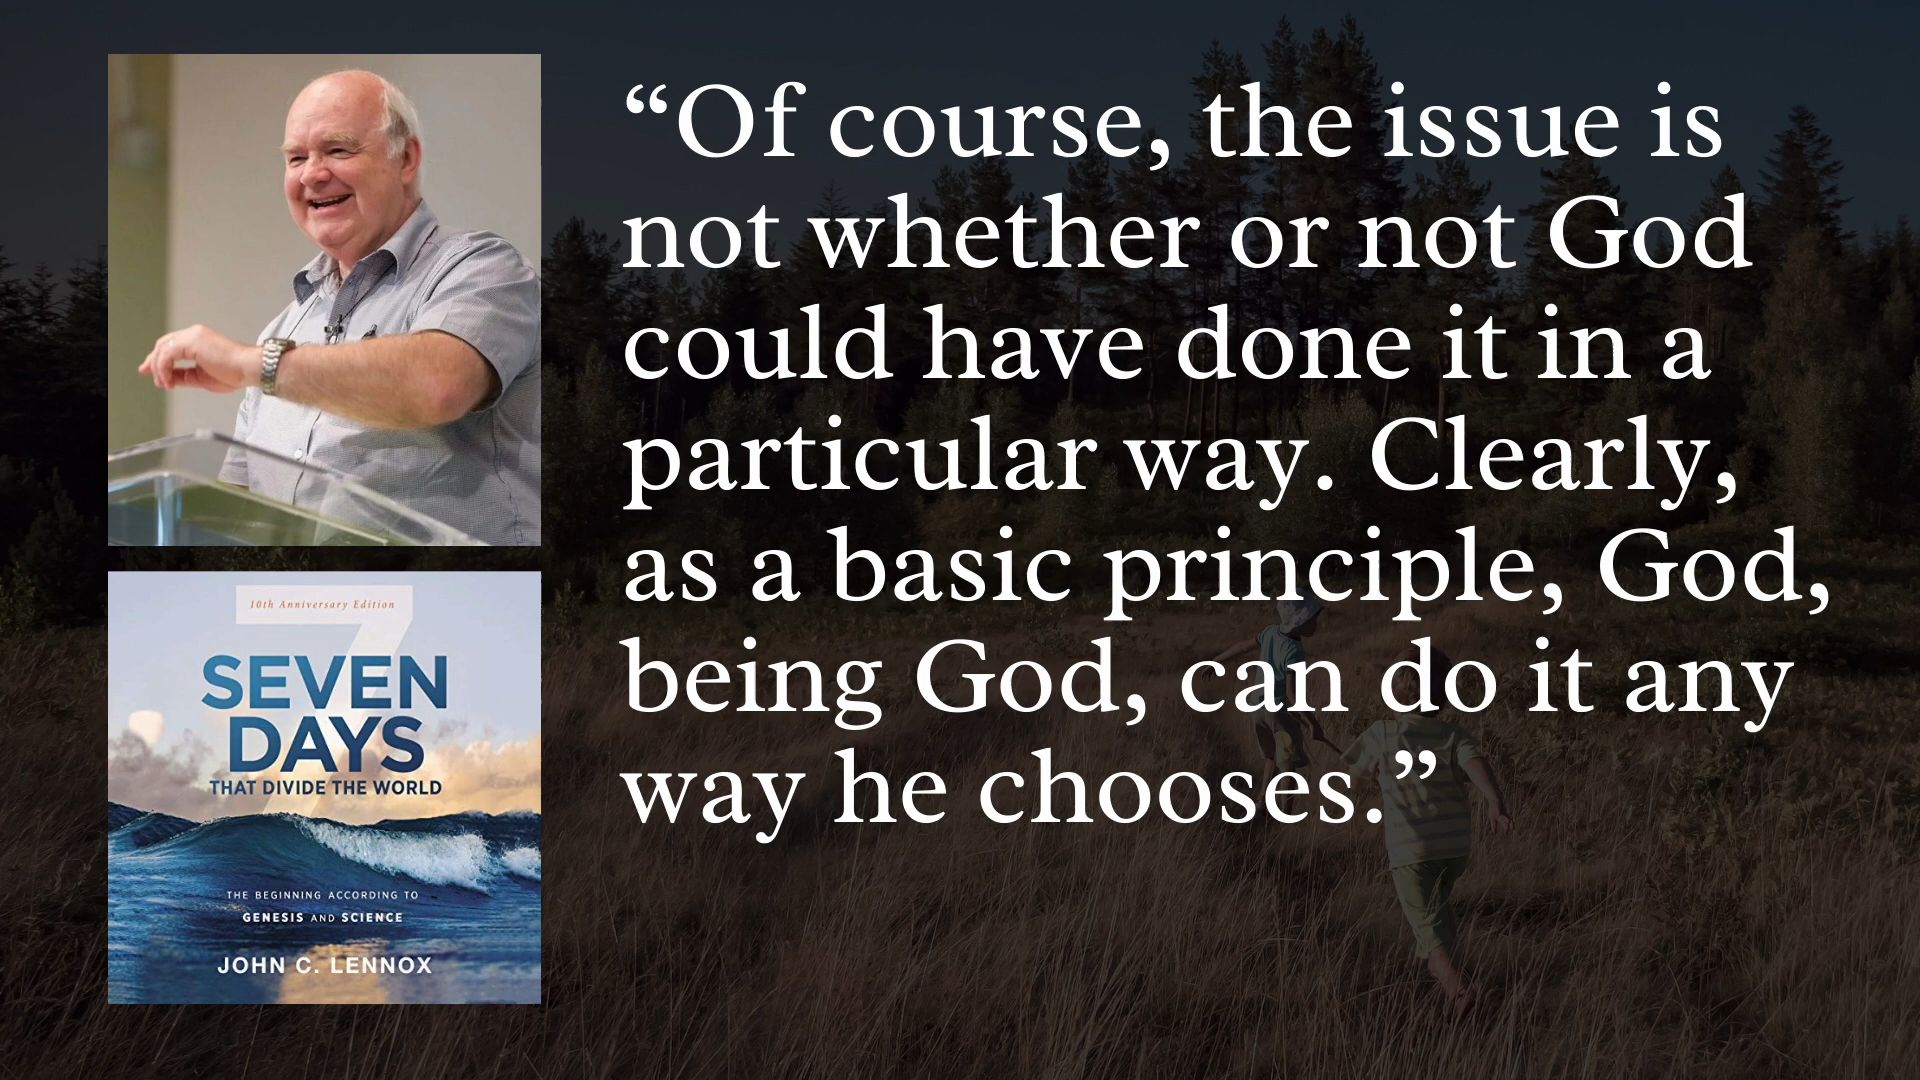 “Of course, the issue is
not whether or not God
could have done it in a
particular way. Clearly,
as a basic principle, God,
being God, can do it any
way he chooses.”
7
10th Anniversary Edition
SEVEN
DAYS
THAT DIVIDE THE WORLD
THE BEGINNING ACCORDING TO
GENESIS AND SCIENCE
JOHN C. LENNOX